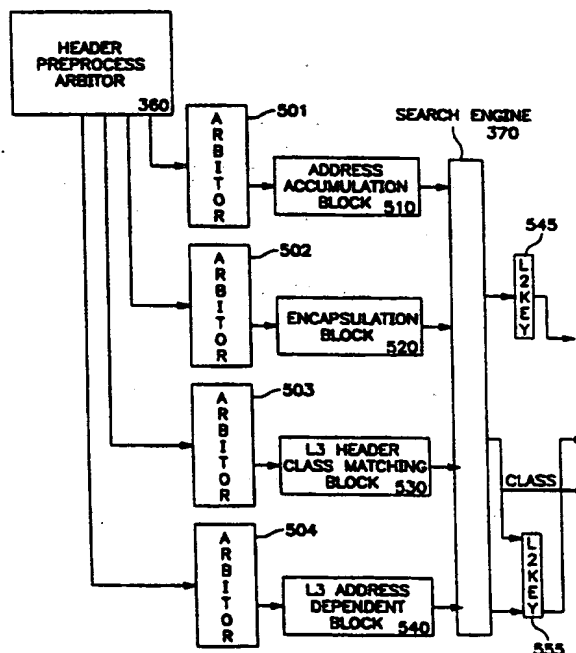 HEADER
PREPROCESS
ARBITOR
360
ARBITOR
501
SEARCH ENGINE
370
ADDRESS
ACCUMULATION
BLOCK 510
545
L2KEY
ARBITOR
502
ENCAPSULATION
BLOCK 520
ARBITOR
503
L3 HEADER
CLASS MATCHING
BLOCK 530
CLASS
ARBITOR
504
L3 ADDRESS
DEPENDENT
BLOCK 540
L2KEY
555